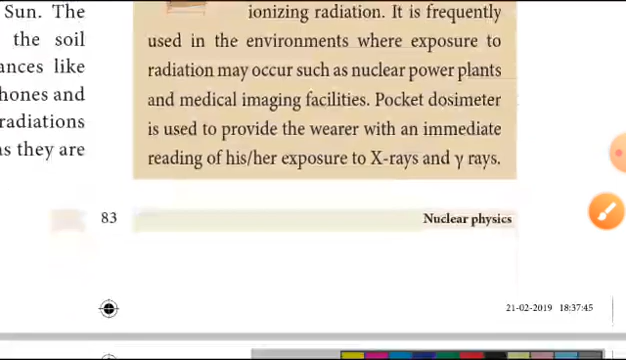 Sun. The
the soil
ances like
hones and
radiations
as they are
ionizing radiation. It is frequently
used in the environments where exposure to
radiation may occur such as nuclear power plants
and medical imaging facilities. Pocket dosimeter
is used to provide the wearer with an immediate
reading of his/her exposure to X-rays and γ rays.
83
Nuclear physics
21-02-2019 18:37:45